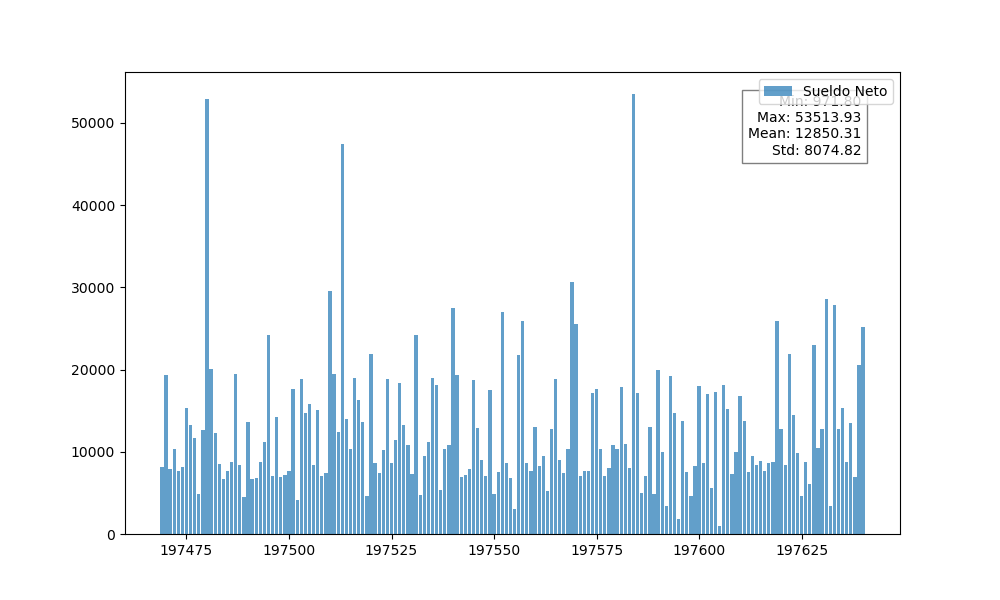 Sueldo Neto
Min: 971.80
Max: 53513.93
Mean: 12850.31
Std: 8074.82
50000
40000
30000
20000
10000
0
197475 197500 197525 197550 197575 197600 197625